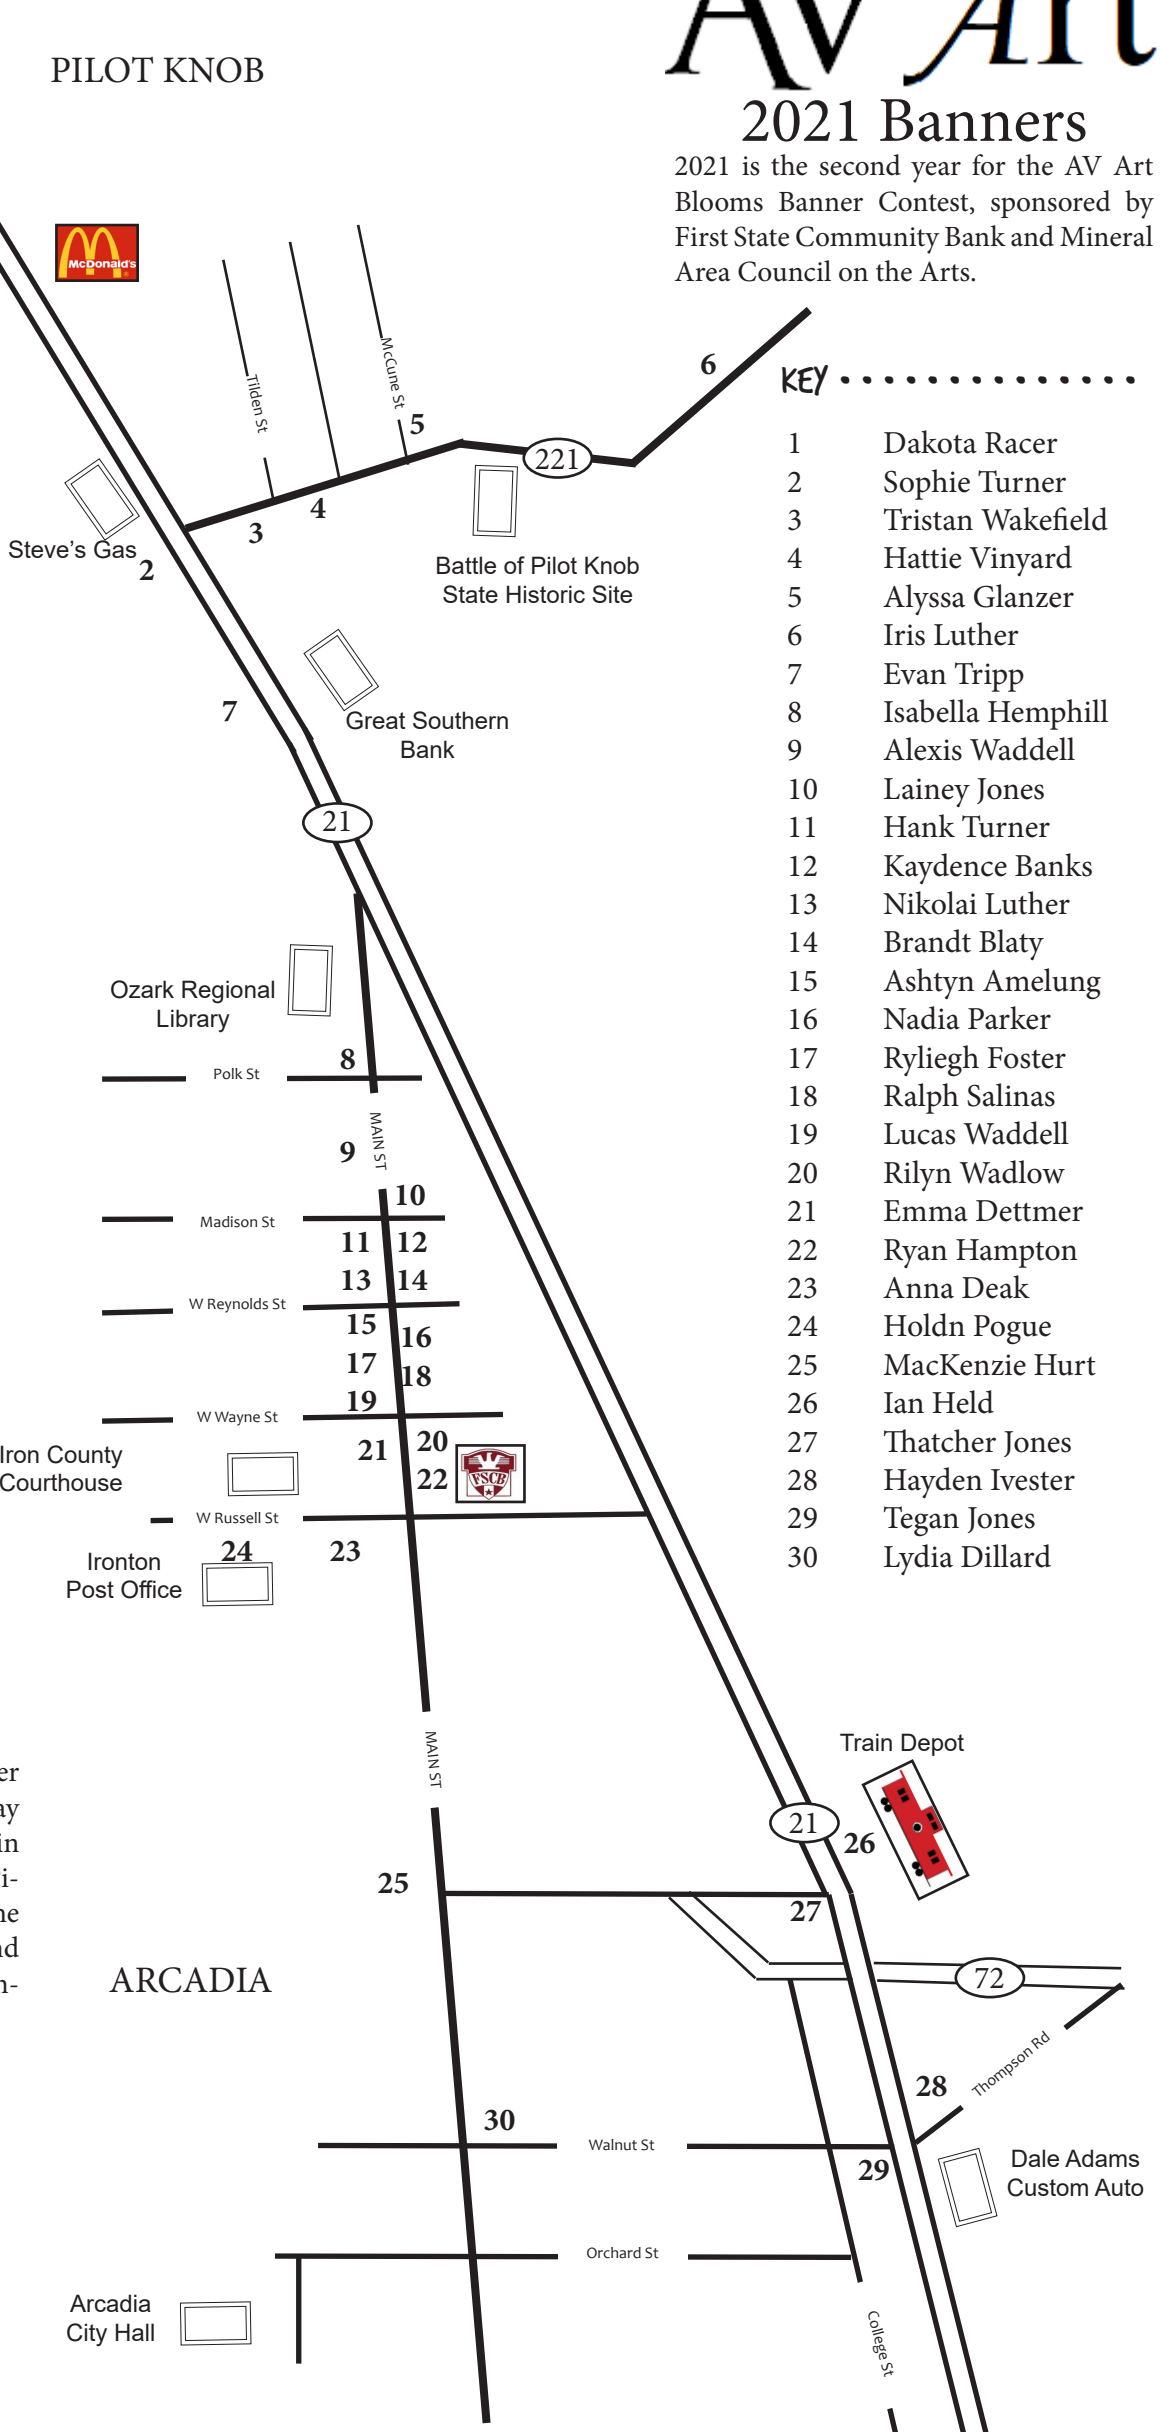 AV Art
PILOT KNOB
2021 Banners
2021 is the second year for the AV Art
Blooms Banner Contest, sponsored by
First State Community Bank and Mineral
Area Council on the Arts.
McDonald's
Tilden St
McCune St
6
5
221
4
3
Steve's Gas
2
Battle of Pilot Knob
State Historic Site
7
Great Southern
Bank
21
KEY
1 Dakota Racer
2 Sophie Turner
3 Tristan Wakefield
4 Hattie Vinyard
5 Alyssa Glanzer
6 Iris Luther
7 Evan Tripp
8 Isabella Hemphill
9 Alexis Waddell
10 Lainey Jones
11 Hank Turner
12 Kaydence Banks
13 Nikolai Luther
14 Brandt Blaty
15 Ashtyn Amelung
16 Nadia Parker
17 Ryliegh Foster
18 Ralph Salinas
19 Lucas Waddell
20 Rilyn Wadlow
21 Emma Dettmer
22 Ryan Hampton
23 Anna Deak
24 Holdn Pogue
25 MacKenzie Hurt
26 Ian Held
27 Thatcher Jones
28 Hayden Ivester
29 Tegan Jones
30 Lydia Dillard
Ozark Regional
Library
8
Polk St
MAIN ST
9
10
Madison St
11 12
13 14
W Reynolds St
15
16
17
18
19
W Wayne St
Iron County
Courthouse
21
20
22
FSCB
W Russell St
24 23
Ironton
Post Office
MAIN ST
Train Depot
21
26
25
27
ARCADIA
72
Thompson Rd
28
30
Walnut St
29
Dale Adams
Custom Auto
Orchard St
Arcadia
City Hall
College St